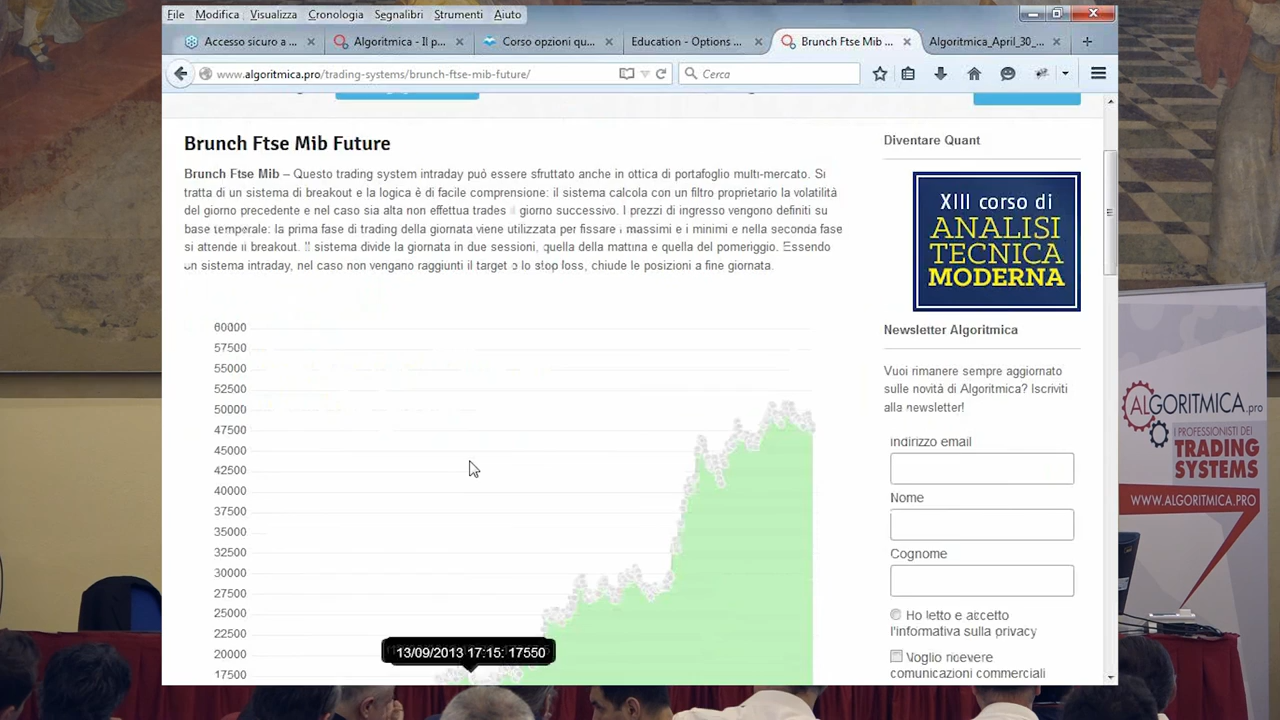 File Modifica Visualizza Cronologia Segnalibri Strumenti Aiuto
Accesso sicuro a ... × Algoritmica - Il p... × Corso opzioni qu... × Education - Options ... × Brunch Ftse Mib ... × Algoritmica_April_30_... × +
www.algoritmica.pro/trading-systems/brunch-ftse-mib-future/ Cerca
Brunch Ftse Mib Future
Brunch Ftse Mib – Questo trading system intraday può essere sfruttato anche in ottica di portafoglio multi-mercato. Si
tratta di un sistema di breakout e la logica è di facile comprensione: il sistema calcola con un filtro proprietario la volatilità
del giorno precedente e nel caso sia alta non effettua trades il giorno successivo. I prezzi di ingresso vengono definiti su
base temporale: la prima fase di trading della giornata viene utilizzata per fissare i massimi e i minimi e nella seconda fase
si attende il breakout. Il sistema divide la giornata in due sessioni, quella della mattina e quella del pomeriggio. Essendo
un sistema intraday, nel caso non vengano raggiunti il target o lo stop loss, chiude le posizioni a fine giornata.
60000
57500
55000
52500
50000
47500
45000
42500
40000
37500
35000
32500
30000
27500
25000
22500
20000
17500
13/09/2013 17:15: 17550
Diventare Quant
XIII corso di
ANALISI
TECNICA
MODERNA
Newsletter Algoritmica
Vuoi rimanere sempre aggiornato
sulle novità di Algoritmica? Iscriviti
alla newsletter!
Indirizzo email
Nome
Cognome
Ho letto e accetto
l'informativa sulla privacy
Voglio ricevere
comunicazioni commerciali
ALGORITMICA.pro
I PROFESSIONISTI DEI
TRADING
SYSTEMS
WWW.ALGORITMICA.PRO